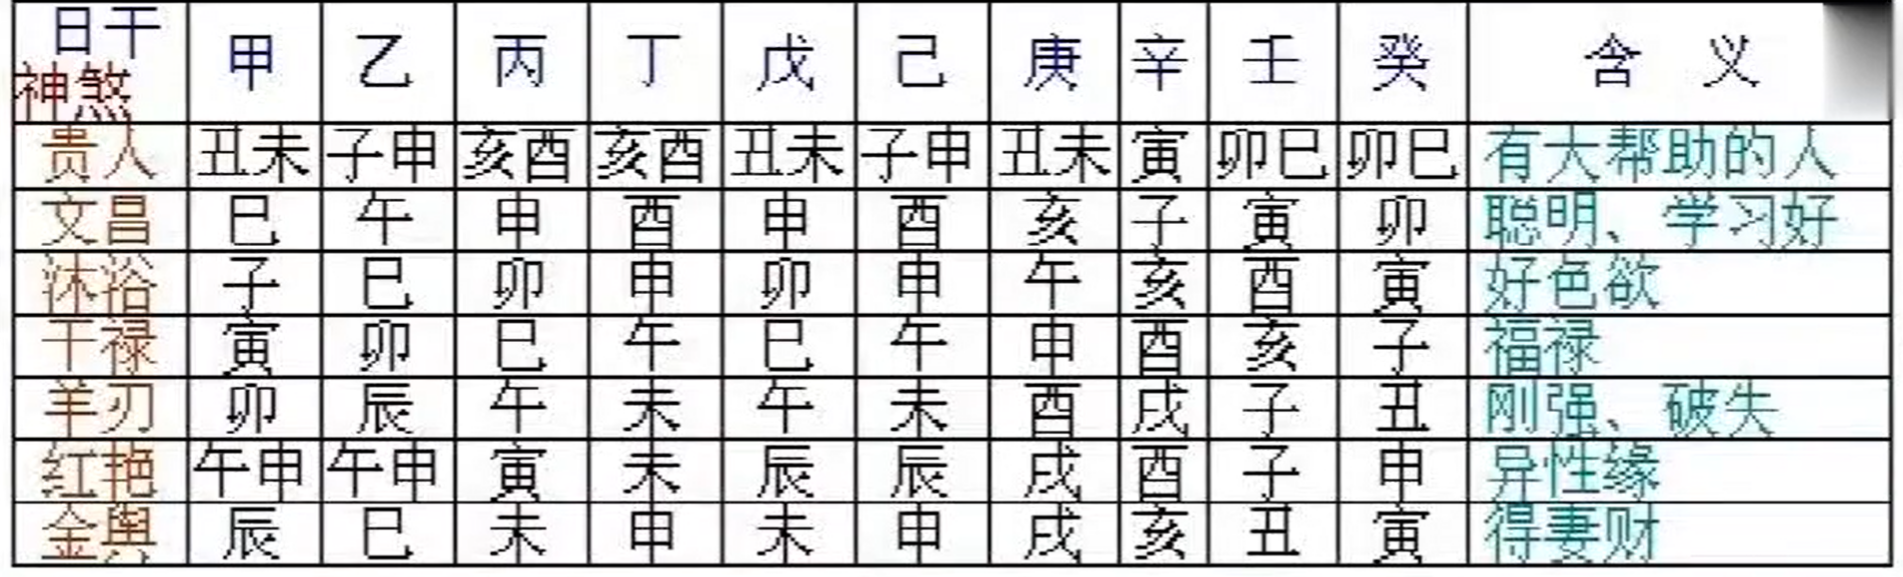 日干 神煞 甲 乙 丙 丁 戊 己 庚 辛 壬 癸 含 义
贵人 丑未 子申 亥酉 亥酉 丑未 子申 丑未 寅 卯巳 卯巳 有大帮助的人
文昌 巳 午 申 酉 申 酉 亥 子 寅 卯 聪明、学习好
沐浴 子 巳 卯 申 卯 申 午 亥 酉 寅 好色欲
干禄 寅 卯 巳 午 巳 午 申 酉 亥 子 福禄
羊刃 卯 辰 午 未 午 未 酉 戌 子 丑 刚强、破失
红艳 午申 午申 寅 未 辰 辰 戌 酉 子 申 异性缘
金舆 辰 巳 未 申 未 申 戌 亥 丑 寅 得妻财